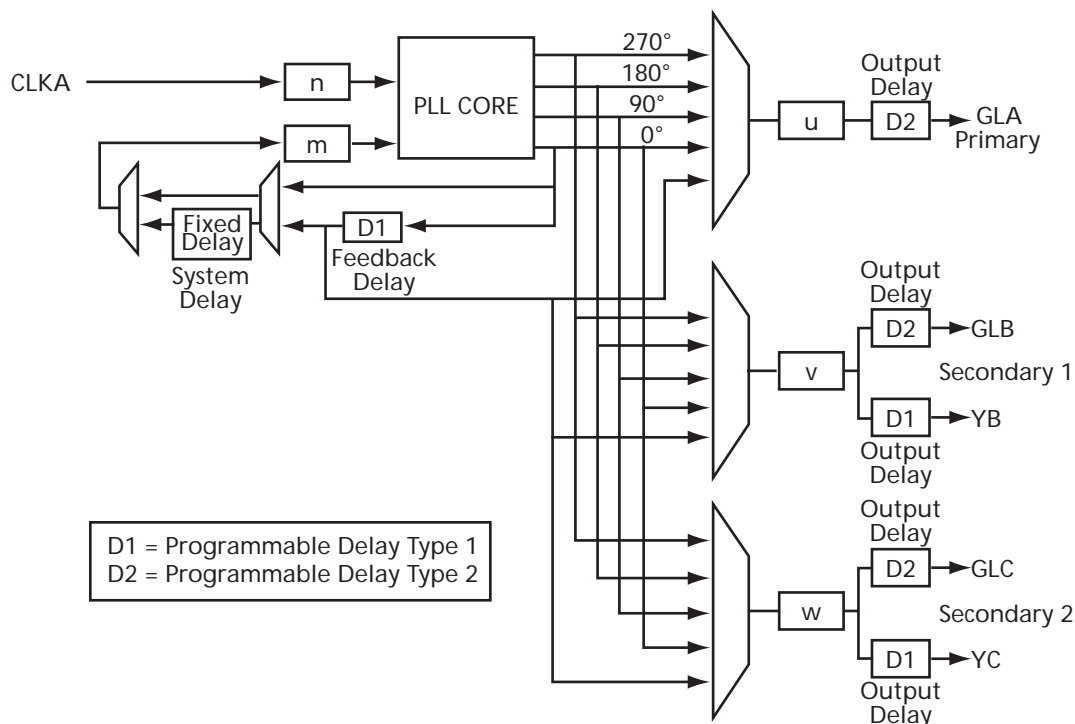 CLKA
n
m
PLL CORE
270°
180°
90°
0°
Fixed
Delay
System
Delay
D1
Feedback
Delay
u
Output
Delay
D2
GLA
Primary
v
Output
Delay
D2
GLB
Secondary 1
D1
YB
Output
Delay
w
Output
Delay
D2
GLC
Secondary 2
D1
YC
Output
Delay
D1 = Programmable Delay Type 1
D2 = Programmable Delay Type 2